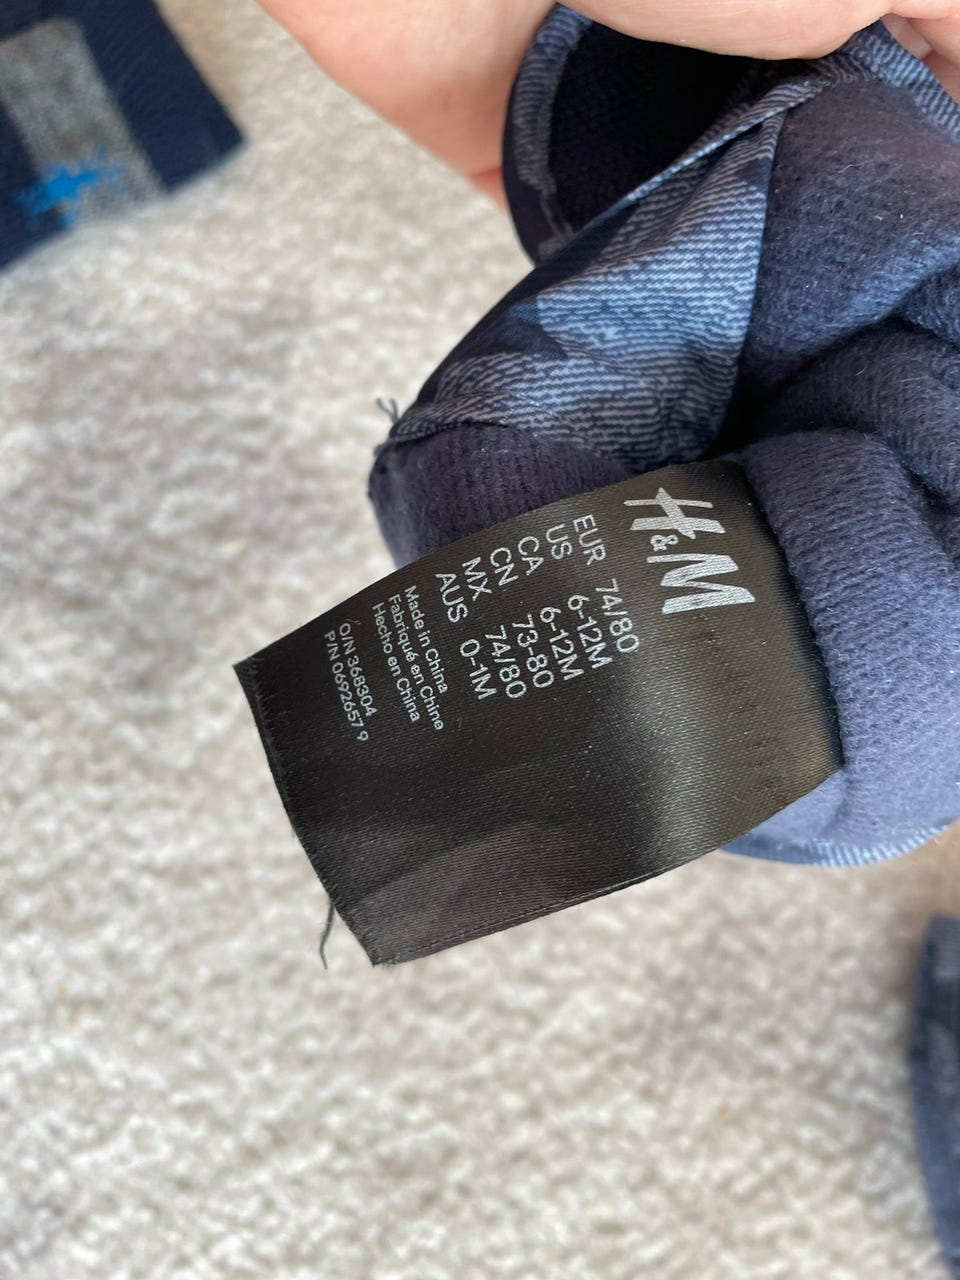 H&M
EUR 74/80
US 6-12M
CA 6-12M
CN 73-80
MX 74/80
AUS 0-1M
Made in China
Fabriqué en Chine
Hecho en China
O/N 368304
P/N 0692657 9